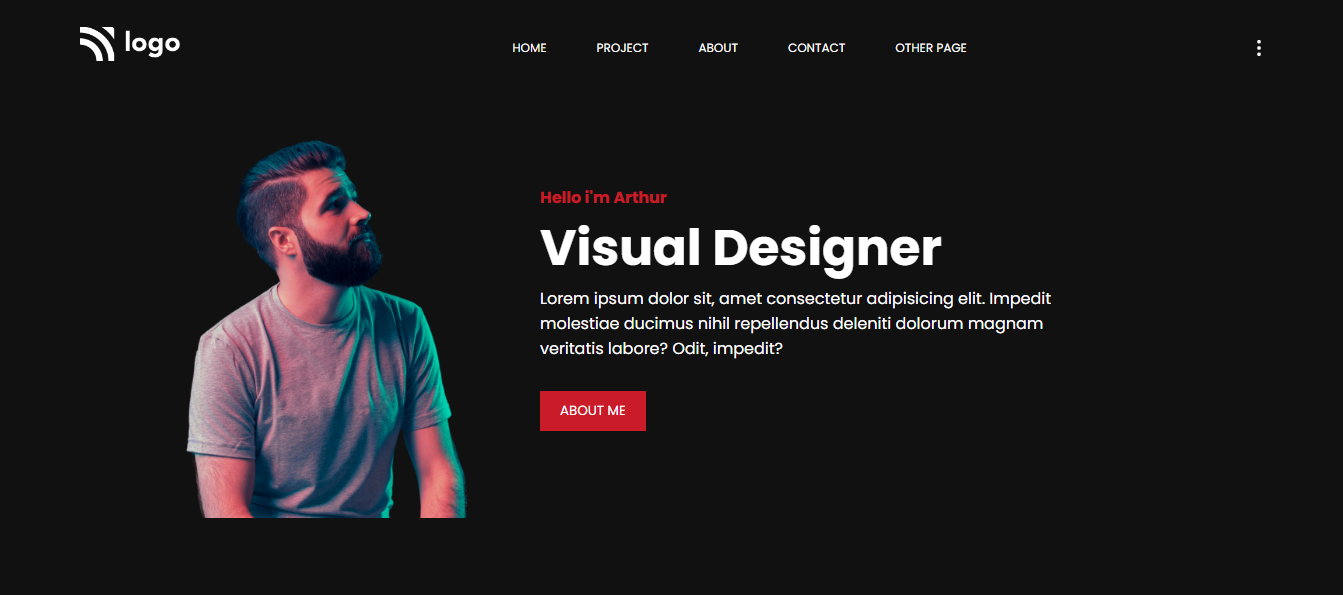 logo
HOME PROJECT ABOUT CONTACT OTHER PAGE
Hello i'm Arthur
Visual Designer
Lorem ipsum dolor sit, amet consectetur adipisicing elit. Impedit
molestiae ducimus nihil repellendus deleniti dolorum magnam
veritatis labore? Odit, impedit?
ABOUT ME